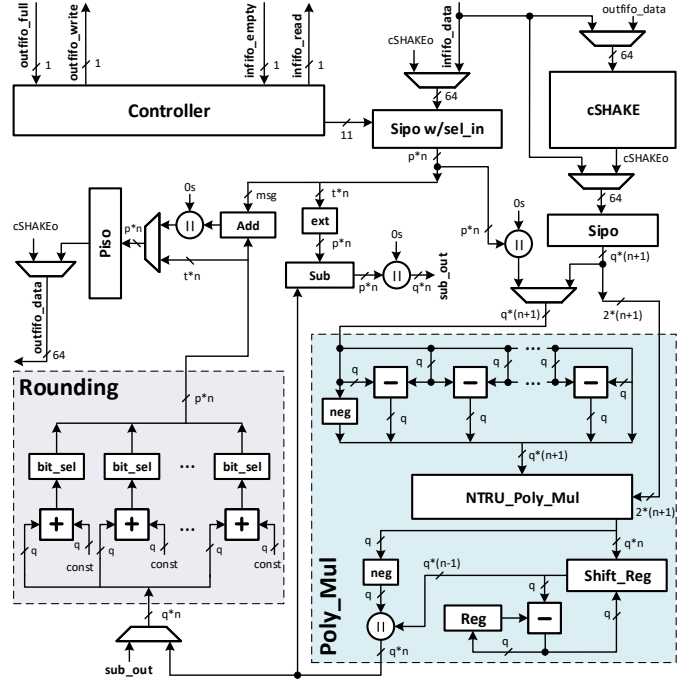 outfifo_full
outfifo_write
infifo_empty
infifo_read
infifo_data
outfifo_data
1
1
1
1
cSHAKEo
64
64
Controller
11
Sipo w/sel_in
cSHAKE
p*n
cSHAKEo
64
Sipo
q*(n+1)
2*(n+1)
msg
t*n
0s
||
Add
ext
p*n
0s
||
p*n
0s
||
Piso
p*n
t*n
cSHAKEo
outfifo_data
64
Sub
p*n
q*n
sub_out
q*(n+1)
Rounding
p*n
bit_sel
bit_sel
...
bit_sel
+
+
...
+
q
q
const
q
q
const
q
q
const
q*n
sub_out
...
q
q
q
q
q
−
−
...
−
neg
q
q
q
q*(n+1)
NTRU_Poly_Mul
2*(n+1)
q
q*n
neg
q*(n-1)
Shift_Reg
q
||
q
Reg
−
q
q
q*n
Poly_Mul